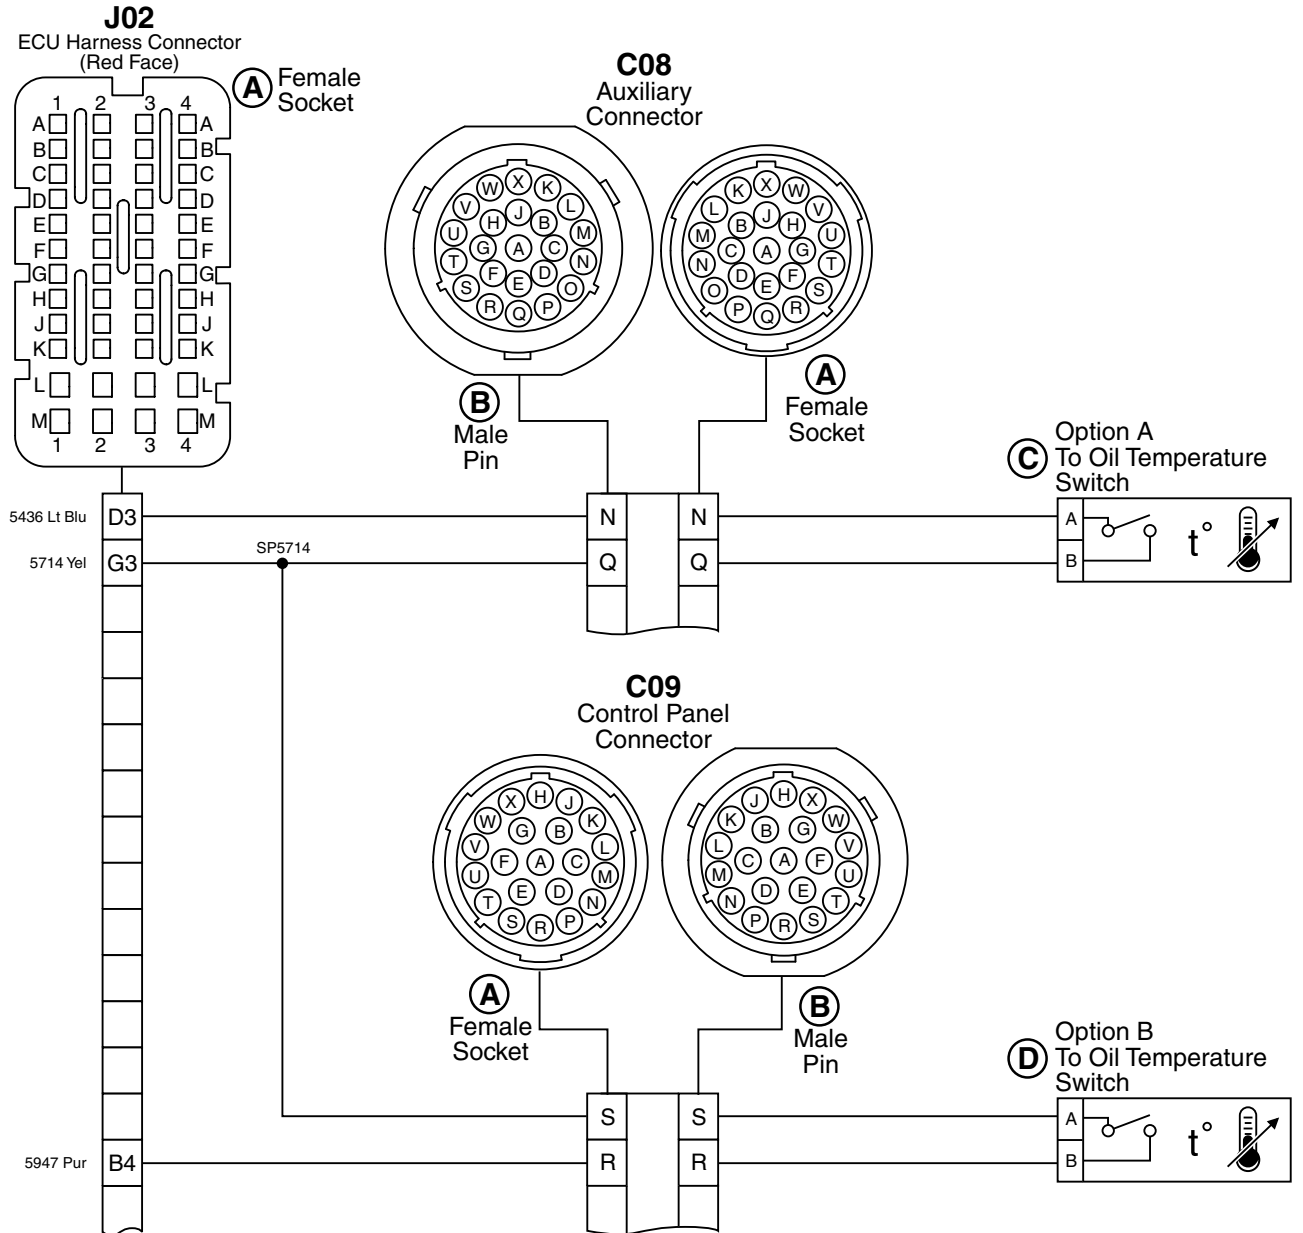 J02
ECU Harness Connector
(Red Face)
A Female
Socket
1 2 3 4
A A
B B
C C
D D
E E
F F
G G
H H
J J
K K
L L
M M
1 2 3 4
C08
Auxiliary
Connector
W X K
V H J B L
U G A C M
T F E D N
S R Q P O
K X W
L B J H V
M C A G U
N D E F T
O P Q R S
B
Male
Pin
A
Female
Socket
Option A
C To Oil Temperature
Switch
5436 Lt Blu D3 N N A t°
5714 Yel G3 SP5714 Q Q B
C09
Control Panel
Connector
X H J
W G B K
V F A C L
U E D M
T S R P N
J H X
K B G W
L C A F V
M D E U
N P R S T
A
Female
Socket
B
Male
Pin
Option B
D To Oil Temperature
Switch
S S A t°
5947 Pur B4 R R B